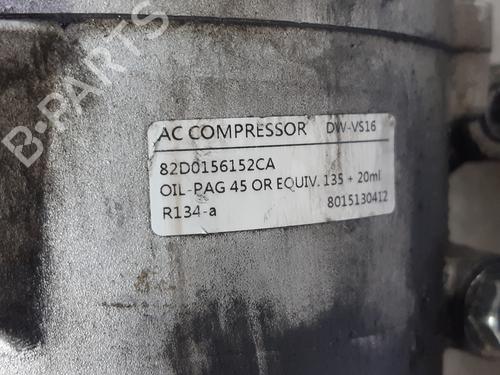 B-PARTS
AC COMPRESSOR DW-VS16
82D0156152CA
OIL-PAG 45 OR EQUIV. 135 + 20ml
R134-a 8015130412